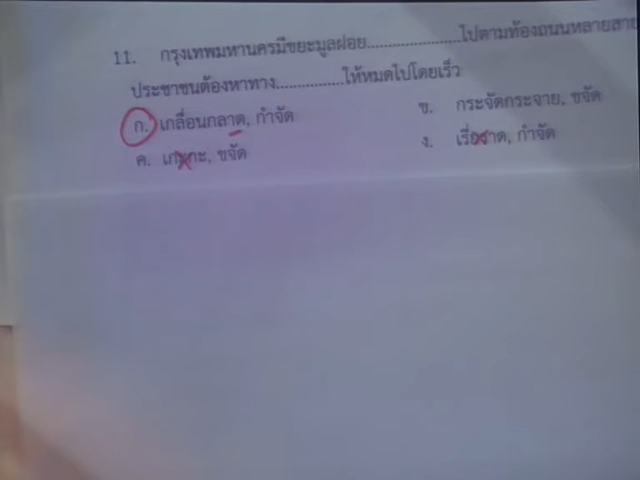 11. กรุงเทพมหานครมีขยะมูลฝอย.....................ไปตามท้องถนนหลายสาย
ประชาชนต้องหาทาง...............ให้หมดไปโดยเร็ว
ก. เกลื่อนกลาด, กำจัด
ข. กระจัดกระจาย, ขจัด
ค. เกะกะ, ขจัด
ง. เรี่ยราด, กำจัด